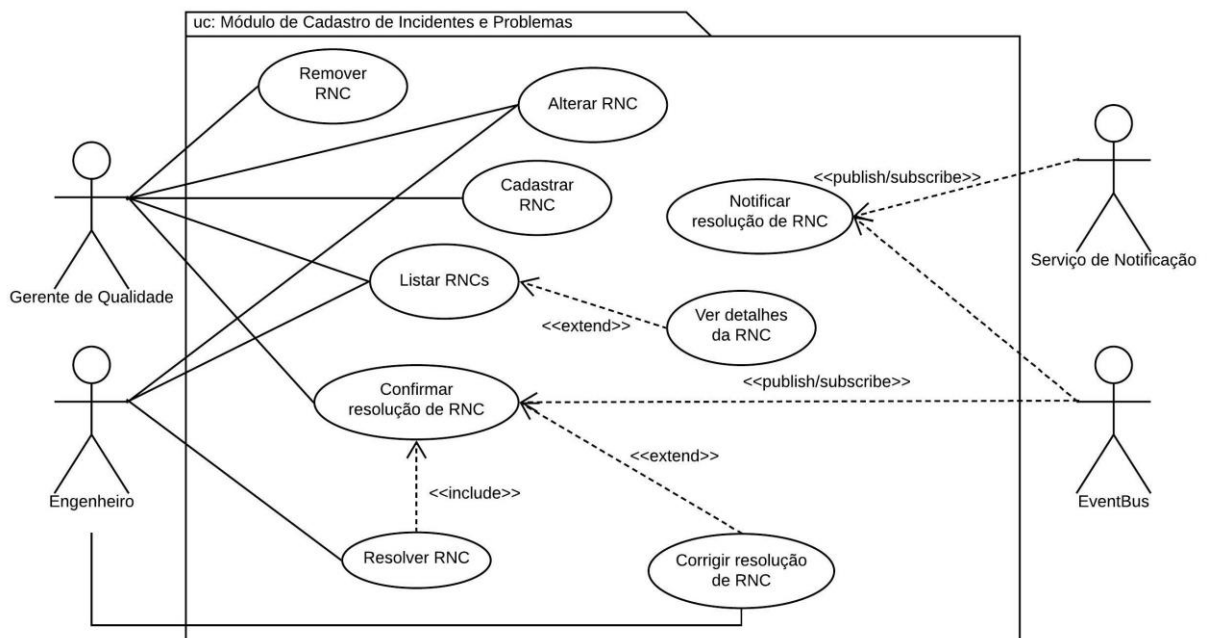 uc: Módulo de Cadastro de Incidentes e Problemas
Remover
RNC
Alterar RNC
Cadastrar
RNC
<<publish/subscribe>>
Notificar
resolução de RNC
Serviço de Notificação
Gerente de Qualidade
Listar RNCs
<<extend>>
Ver detalhes
da RNC
Confirmar
resolução de RNC
<<publish/subscribe>>
<<extend>>
Engenheiro
EventBus
<<include>>
Resolver RNC
Corrigir resolução
de RNC